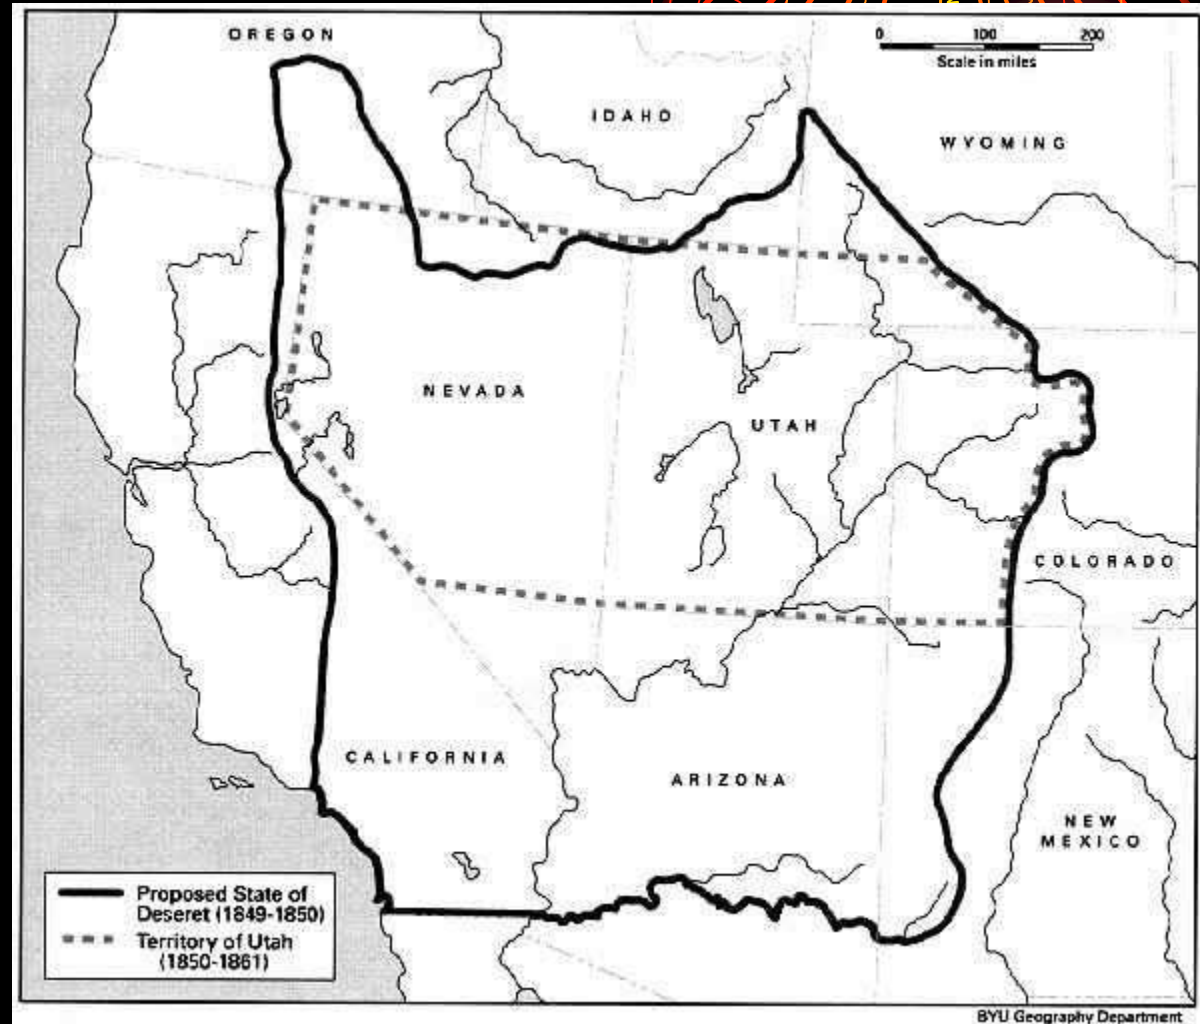 OREGON
0 100 200
Scale in miles
IDAHO
WYOMING
NEVADA
UTAH
COLORADO
CALIFORNIA
ARIZONA
NEW
MEXICO
Proposed State of
Deseret (1849-1850)
Territory of Utah
(1850-1861)
BYU Geography Department